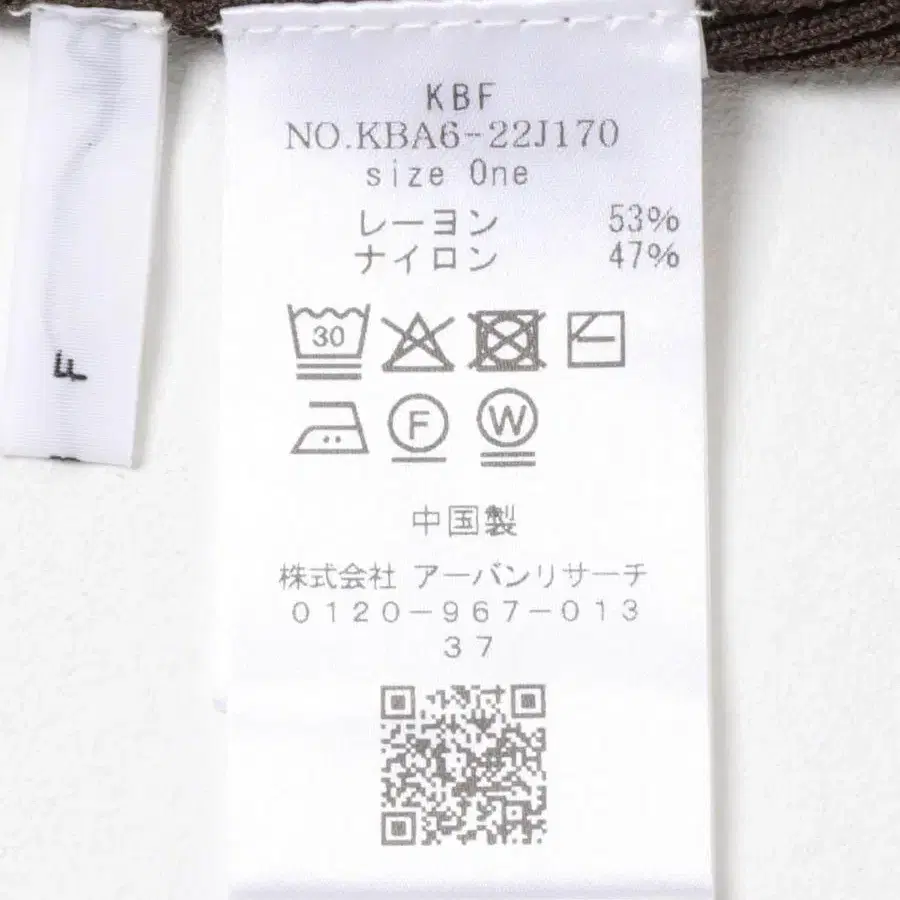 KBF
NO.KBA6-22J170
size One
レーヨン 53%
ナイロン 47%
30
F W
中国製
株式会社 アーバンリサーチ
0120-967-013
37
F